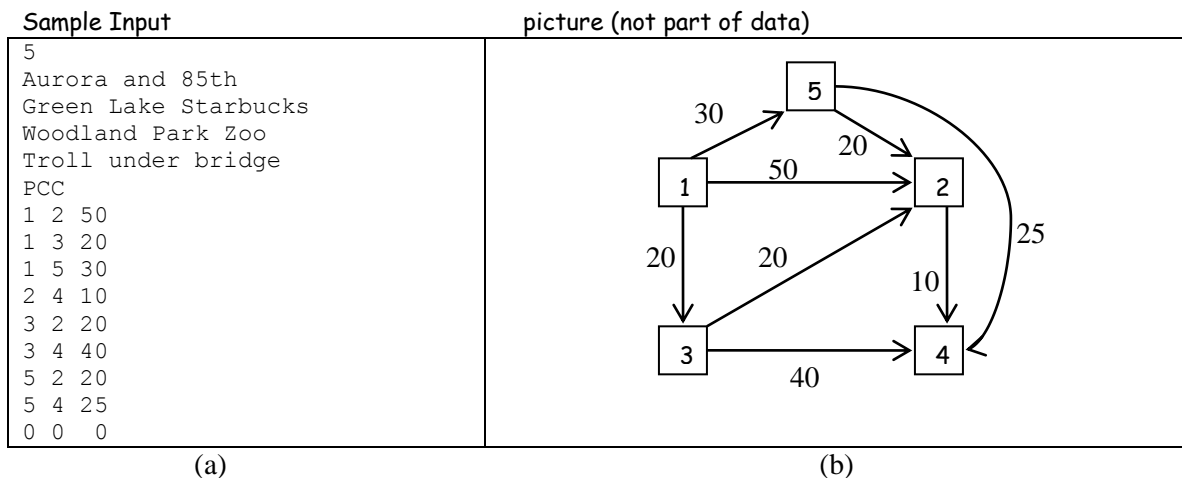 Sample Input
picture (not part of data)
5
Aurora and 85th
Green Lake Starbucks
Woodland Park Zoo
Troll under bridge
PCC
1 2 50
1 3 20
1 5 30
2 4 10
3 2 20
3 4 40
5 2 20
5 4 25
0 0 0
5
30
20
50
1
2
25
20
20
10
3
4
40
(a)
(b)